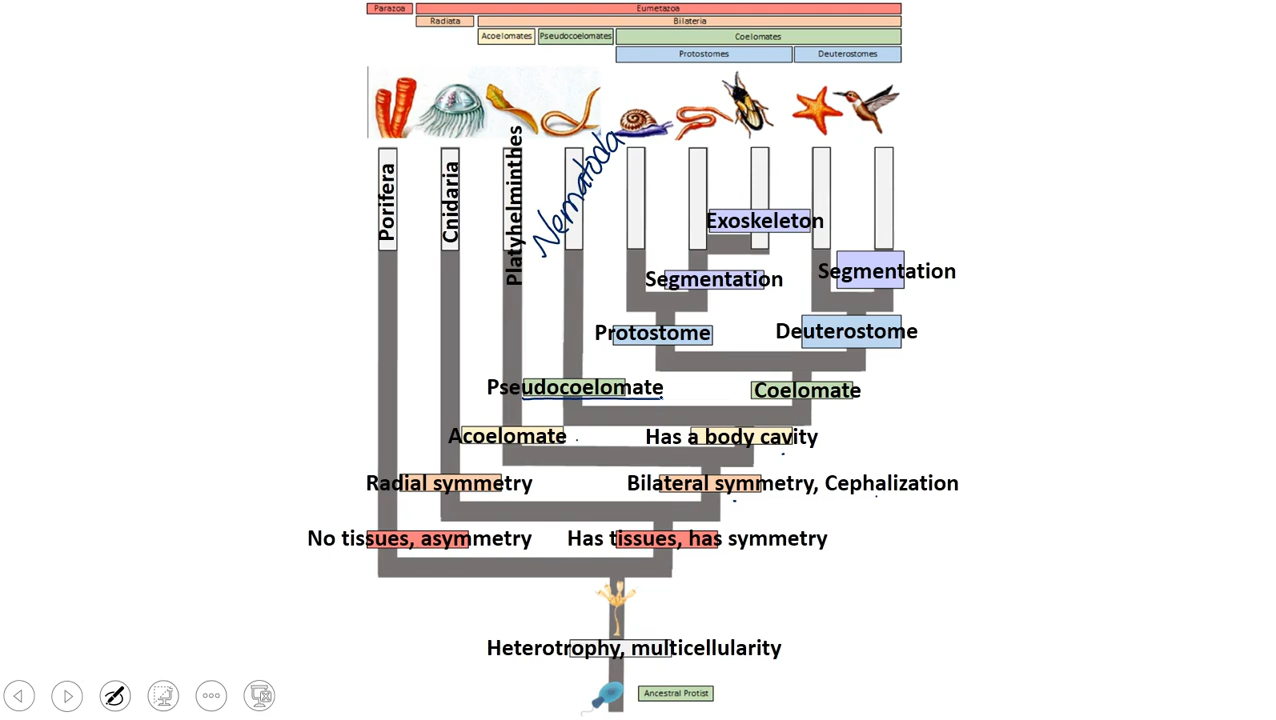 Parazoa Eumetazoa
Radiata Bilateria
Acoelomates Pseudocoelomates Coelomates
Protostomes Deuterostomes
Porifera
Cnidaria
Platyhelminthes
Nematoda
Exoskeleton
Segmentation Segmentation
Protostome Deuterostome
Pseudocoelomate Coelomate
Acoelomate Has a body cavity
Radial symmetry Bilateral symmetry, Cephalization
No tissues, asymmetry Has tissues, has symmetry
Heterotrophy, multicellularity
Ancestral Protist